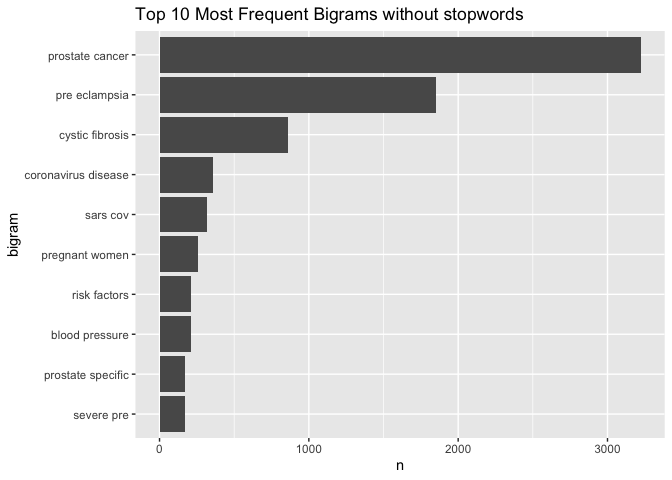 Top 10 Most Frequent Bigrams without stopwords
prostate cancer
pre eclampsia
cystic fibrosis
coronavirus disease
sars cov
pregnant women
risk factors
blood pressure
prostate specific
severe pre
bigram
0 1000 2000 3000
n